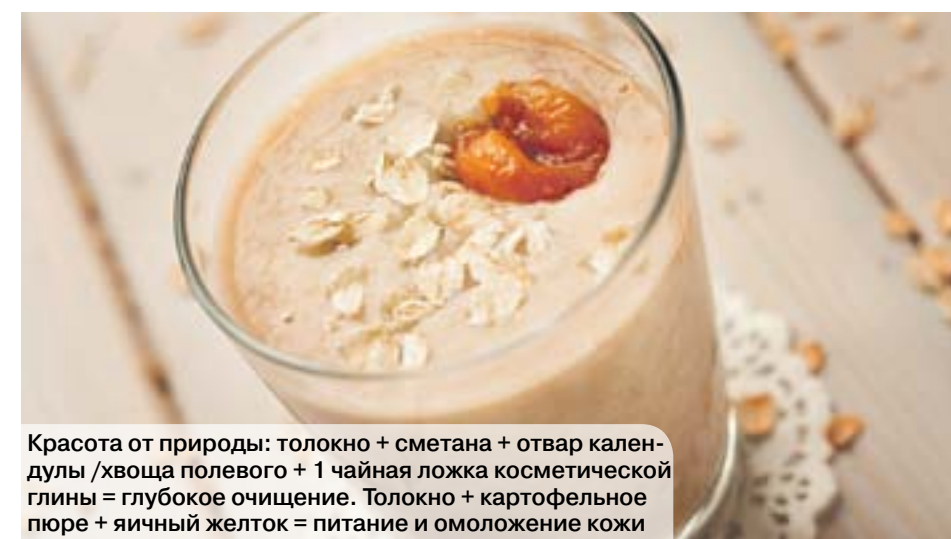 Красота от природы: толокно + сметана + отвар кален-
дулы /хвоща полевого + 1 чайная ложка косметической
глины = глубокое очищение. Толокно + картофельное
пюре + яичный желток = питание и омоложение кожи